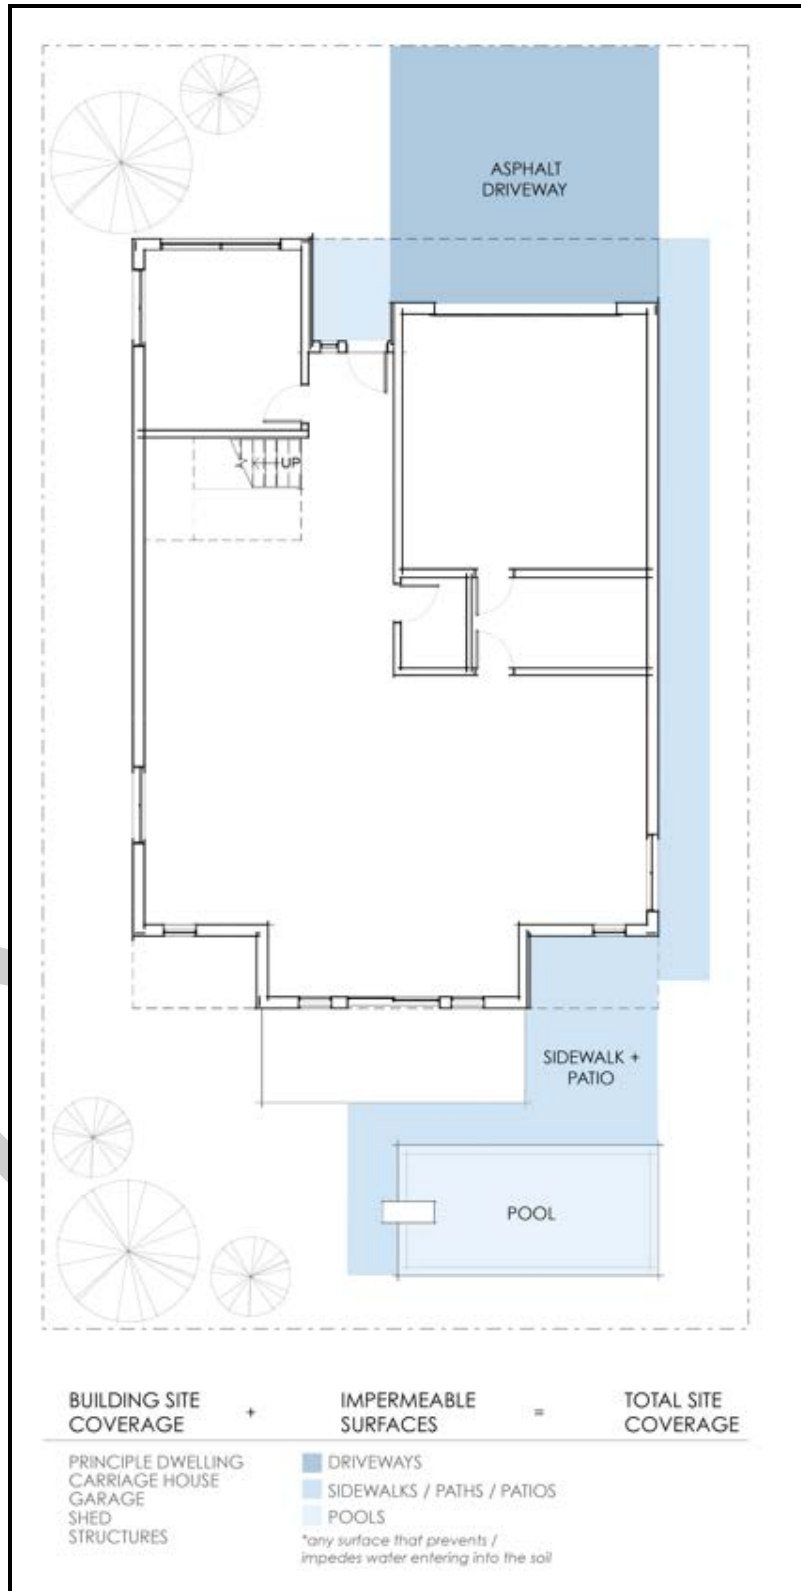 ASPHALT
DRIVEWAY
UP
SIDEWALK +
PATIO
POOL
BUILDING SITE
COVERAGE
+
IMPERMEABLE
SURFACES
=
TOTAL SITE
COVERAGE
PRINCIPLE DWELLING
CARRIAGE HOUSE
GARAGE
SHED
STRUCTURES
DRIVEWAYS
SIDEWALKS / PATHS / PATIOS
POOLS
*any surface that prevents /
impedes water entering into the soil